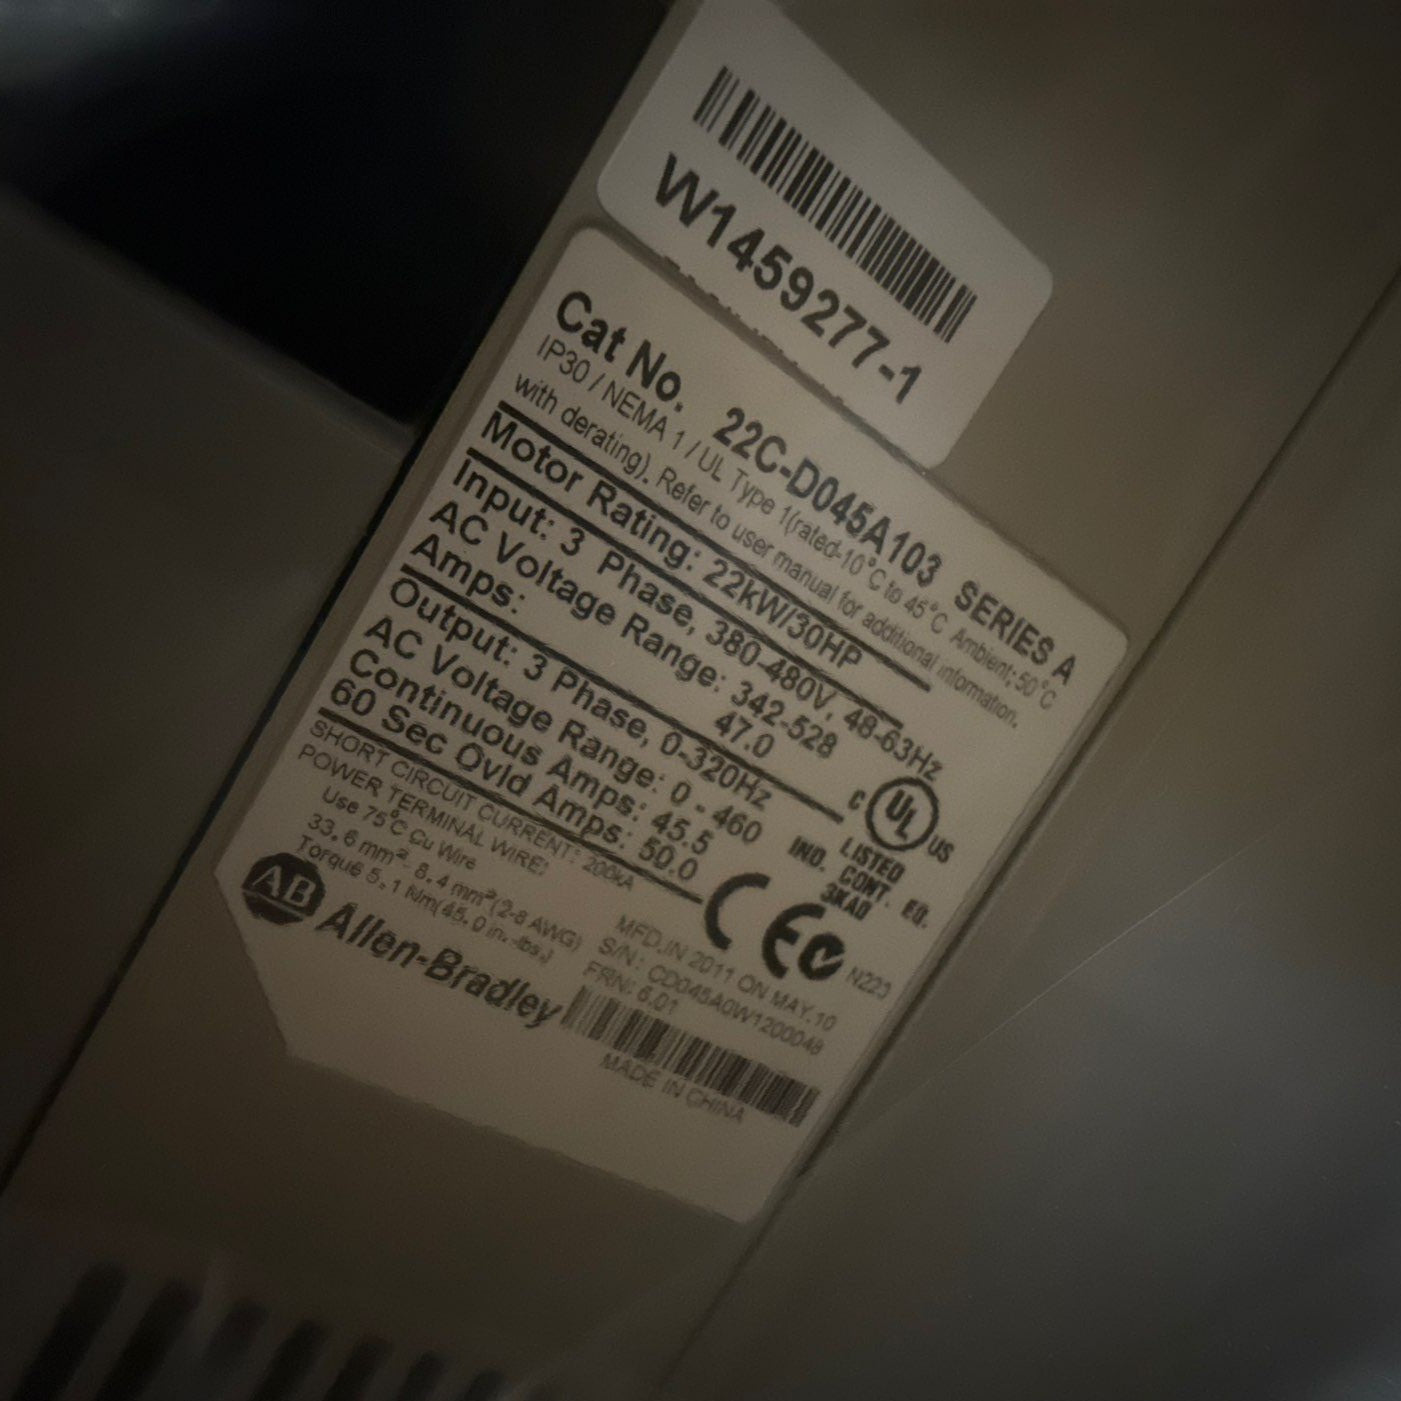 W1459277-1
Cat No. 22C-D045A103 SERIES A
IP30 / NEMA 1 / UL Type 1(rated-10°C to 45°C Ambient; 50°C
with derating). Refer to user manual for additional information.
Motor Rating: 22kW/30HP
Input: 3 Phase, 380-480V, 48-63Hz
AC Voltage Range: 342-528
Amps: 47.0
Output: 3 Phase, 0-320Hz
AC Voltage Range: 0 - 460
Continuous Amps: 45.5
60 Sec Ovld Amps: 50.0
C UL US
LISTED
IND. CONT. EQ.
3KAD
SHORT CIRCUIT CURRENT: 200kA
POWER TERMINAL WIRE:
Use 75°C Cu Wire
33.6 mm²- 8.4 mm²(2-8 AWG)
Torque 5.1 Nm(45.0 in.-lbs.)
CE N223
MFD.IN 2011 ON MAY.10
S/N: CD045A0W1200048
FRN: 6.01
AB Allen-Bradley
MADE IN CHINA